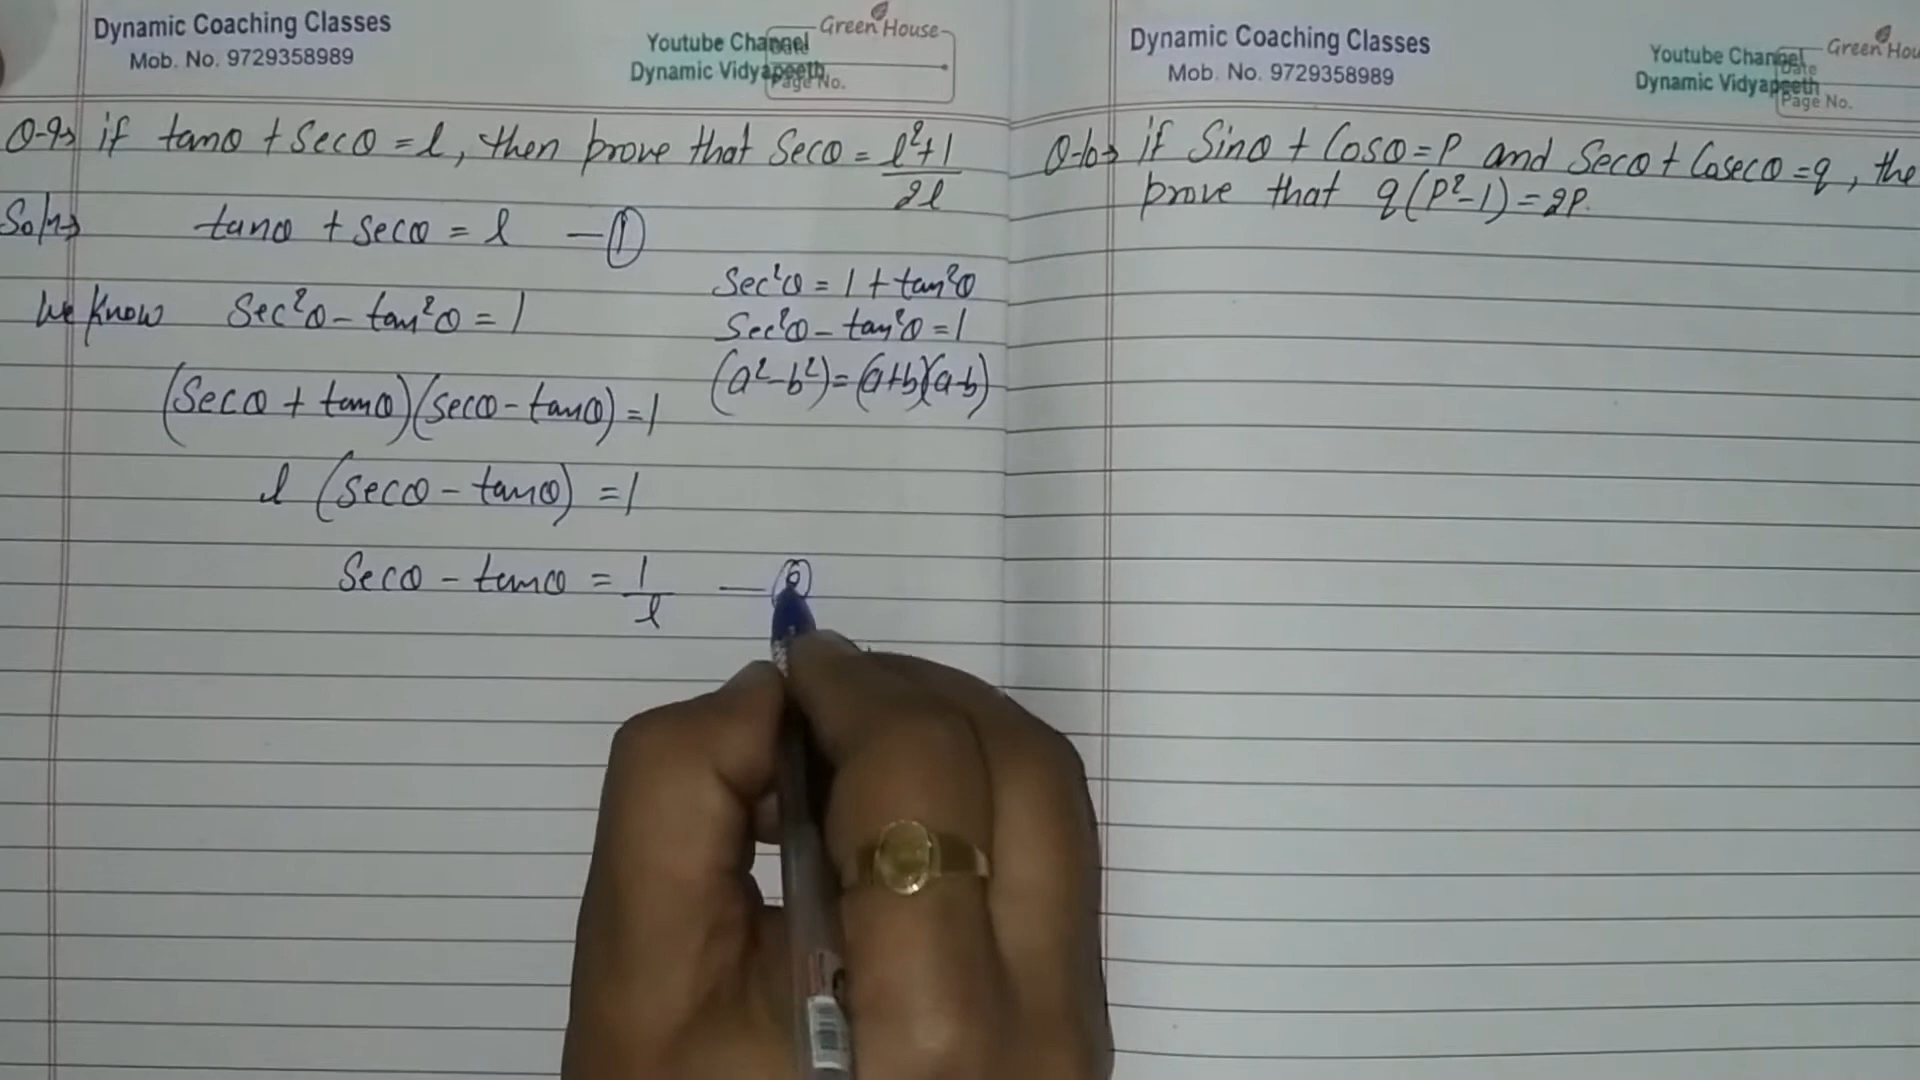 Dynamic Coaching Classes
Mob. No. 9729358989
Green House
Youtube Channel
Date
Dynamic Vidyapeeth
Page No.
Q-9→ if tanθ + Secθ = l, then prove that Secθ = l²+1 / 2l
Soln→ tanθ + secθ = l —①
We know Sec²θ - tan²θ = 1
Sec²θ = 1 + tan²θ
Sec²θ - tan²θ = 1
(a²-b²) = (a+b)(a-b)
(Secθ + tanθ)(secθ - tanθ) = 1
l (secθ - tanθ) = 1
Secθ - tanθ = 1/l —
Dynamic Coaching Classes
Mob. No. 9729358989
Green Hou
Youtube Channel
Date
Dynamic Vidyapeeth
Page No.
Q-10→ if Sinθ + Cosθ = P and Secθ + Cosecθ = q, the
prove that q(P²-1) = 2P.